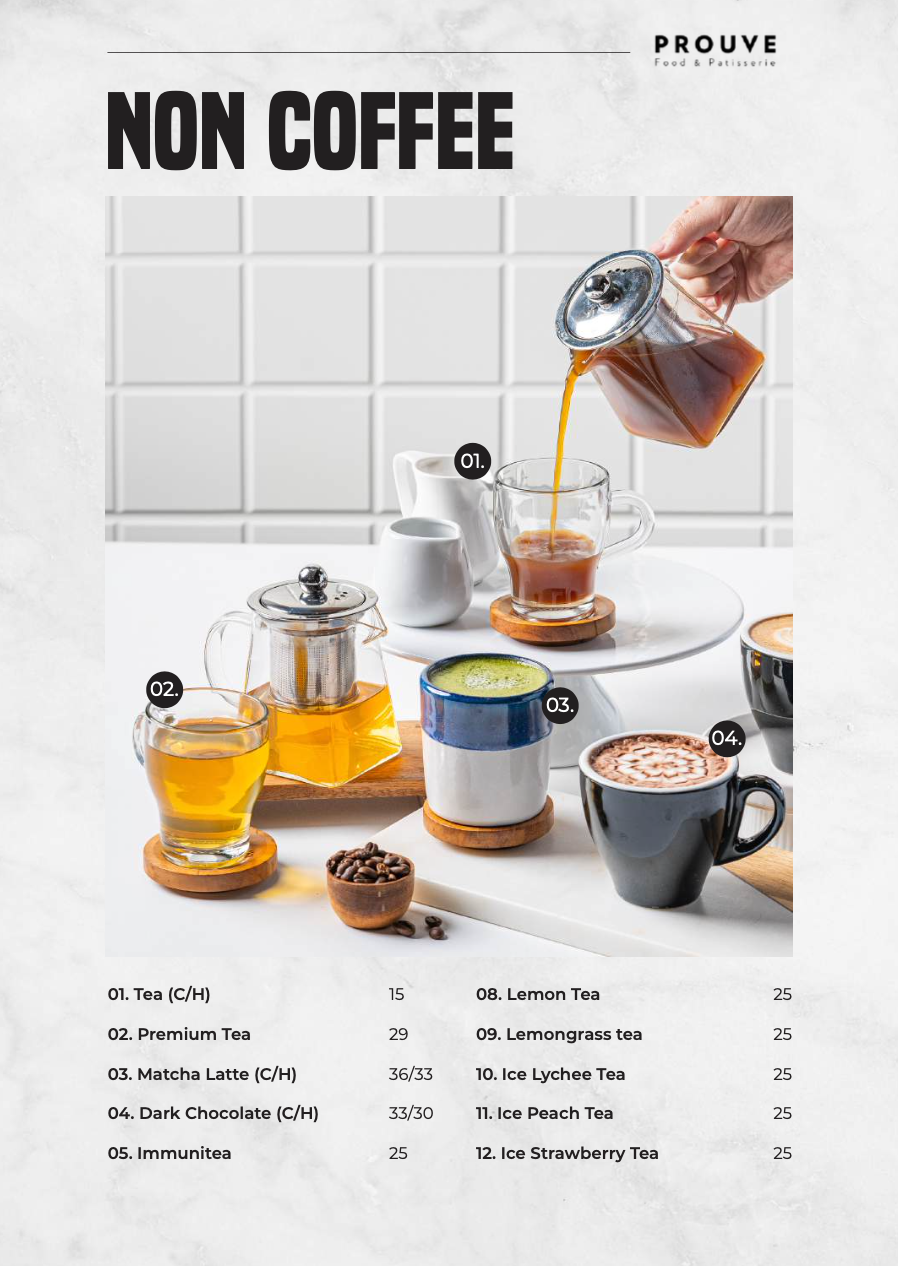 PROUVE
Food & Patisserie
NON COFFEE
01.
02.
03.
04.
01. Tea (C/H) 15
02. Premium Tea 29
03. Matcha Latte (C/H) 36/33
04. Dark Chocolate (C/H) 33/30
05. Immunitea 25
08. Lemon Tea 25
09. Lemongrass tea 25
10. Ice Lychee Tea 25
11. Ice Peach Tea 25
12. Ice Strawberry Tea 25